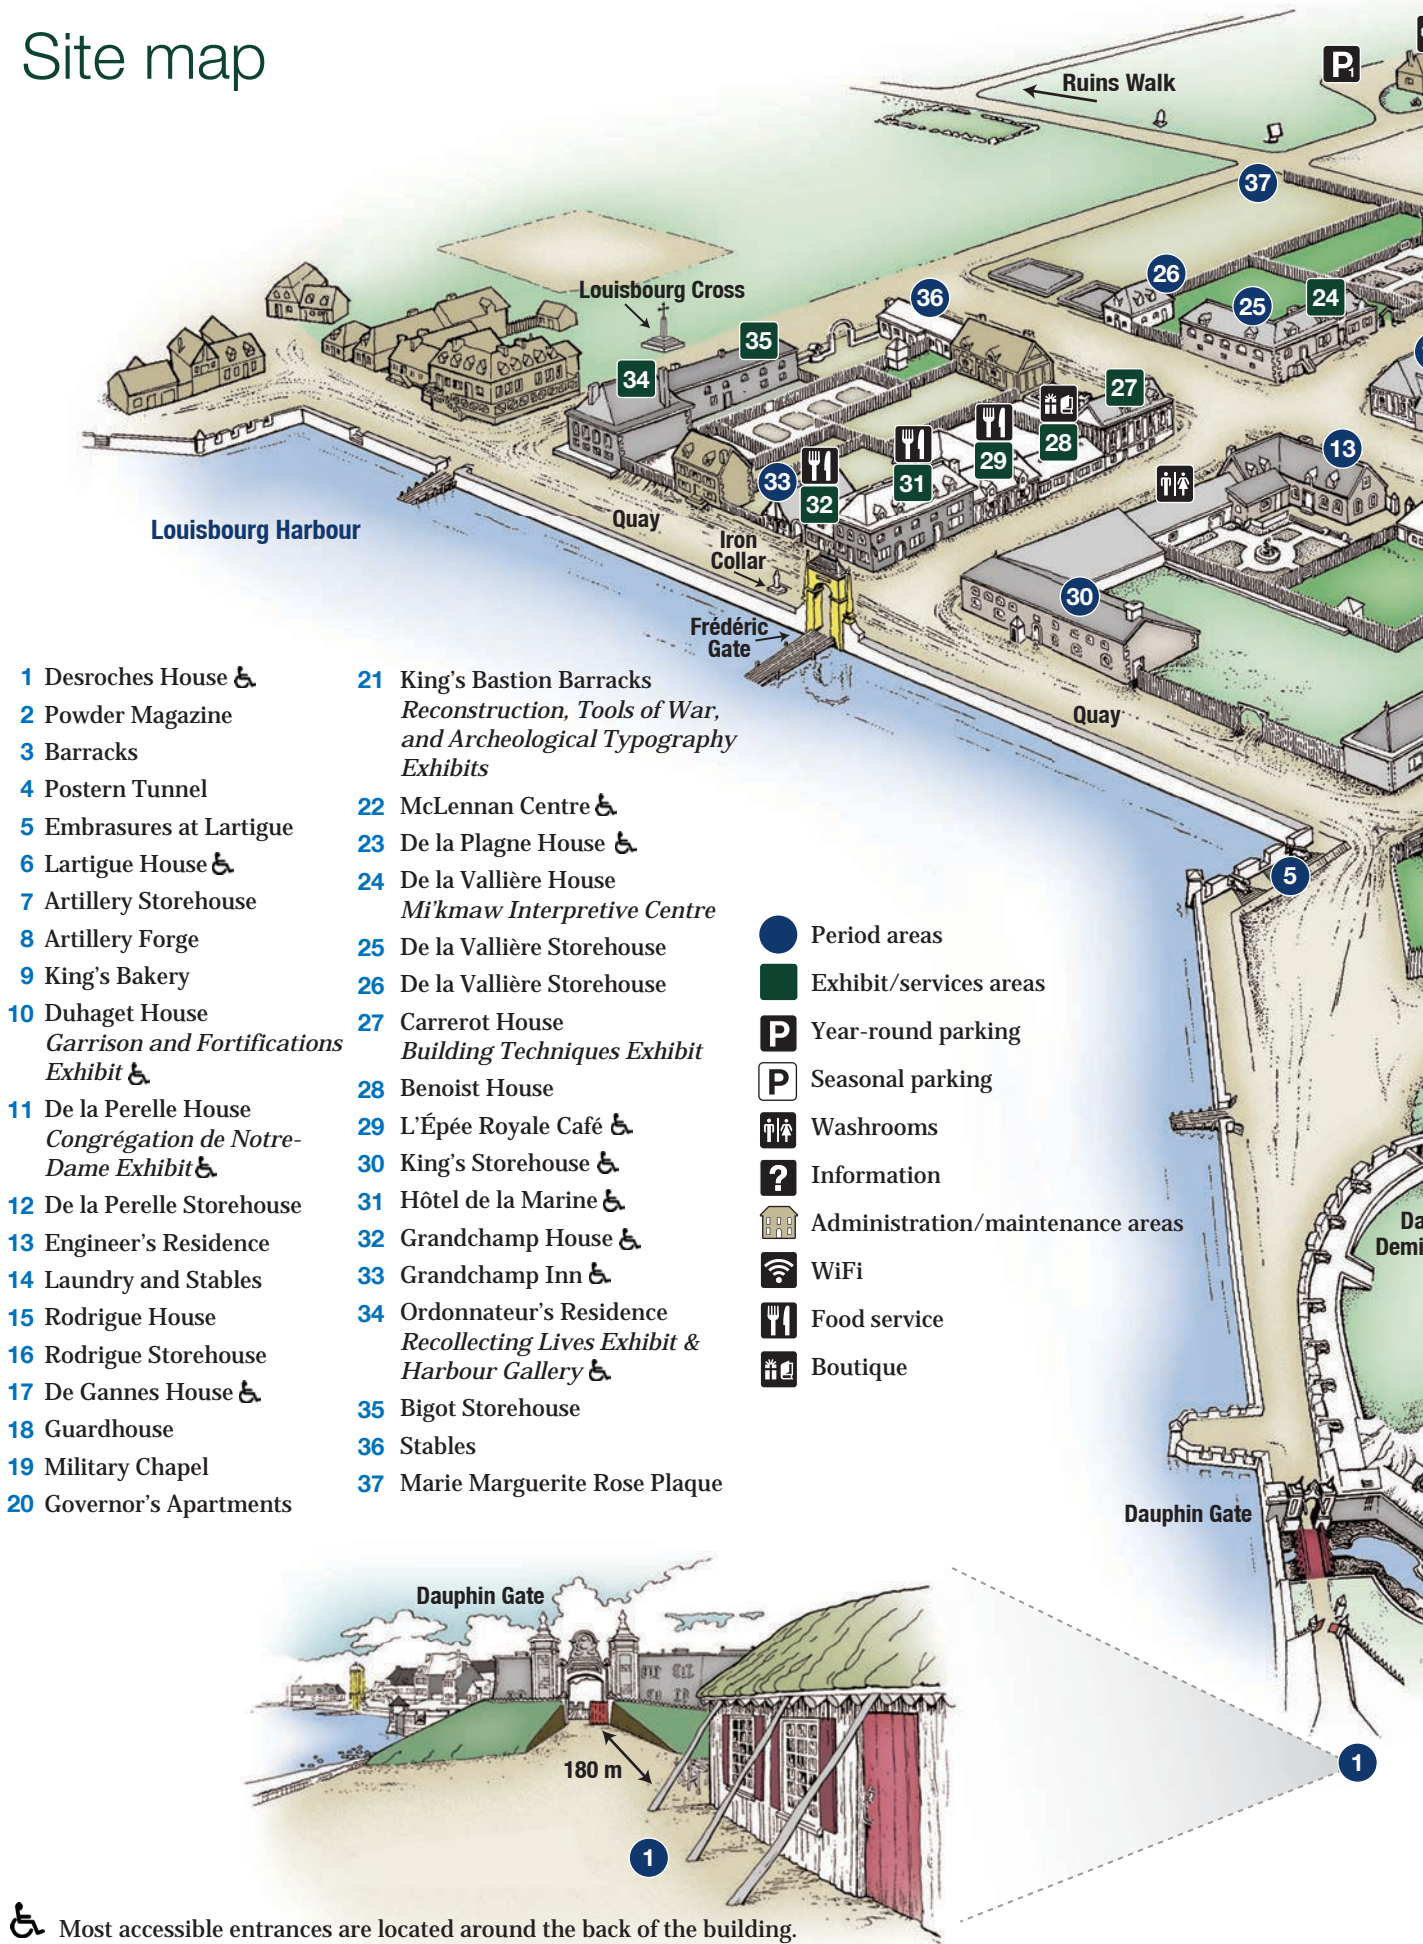 Site map
P1
Ruins Walk
37
26
25
24
36
Louisbourg Cross
35
34
27
28
29
31
32
33
13
30
Louisbourg Harbour
Quay
Iron
Collar
Frédéric
Gate
Quay
5
1 Desroches House
2 Powder Magazine
3 Barracks
4 Postern Tunnel
5 Embrasures at Lartigue
6 Lartigue House
7 Artillery Storehouse
8 Artillery Forge
9 King's Bakery
10 Duhaget House
Garrison and Fortifications
Exhibit
11 De la Perelle House
Congrégation de Notre-
Dame Exhibit
12 De la Perelle Storehouse
13 Engineer's Residence
14 Laundry and Stables
15 Rodrigue House
16 Rodrigue Storehouse
17 De Gannes House
18 Guardhouse
19 Military Chapel
20 Governor's Apartments
21 King's Bastion Barracks
Reconstruction, Tools of War,
and Archeological Typography
Exhibits
22 McLennan Centre
23 De la Plagne House
24 De la Vallière House
Mi'kmaw Interpretive Centre
25 De la Vallière Storehouse
26 De la Vallière Storehouse
27 Carrerot House
Building Techniques Exhibit
28 Benoist House
29 L'Épée Royale Café
30 King's Storehouse
31 Hôtel de la Marine
32 Grandchamp House
33 Grandchamp Inn
34 Ordonnateur's Residence
Recollecting Lives Exhibit &
Harbour Gallery
35 Bigot Storehouse
36 Stables
37 Marie Marguerite Rose Plaque
Period areas
Exhibit/services areas
P Year-round parking
P Seasonal parking
Washrooms
? Information
Administration/maintenance areas
WiFi
Food service
Boutique
Da
Demi
Dauphin Gate
1
Dauphin Gate
180 m
1
Most accessible entrances are located around the back of the building.